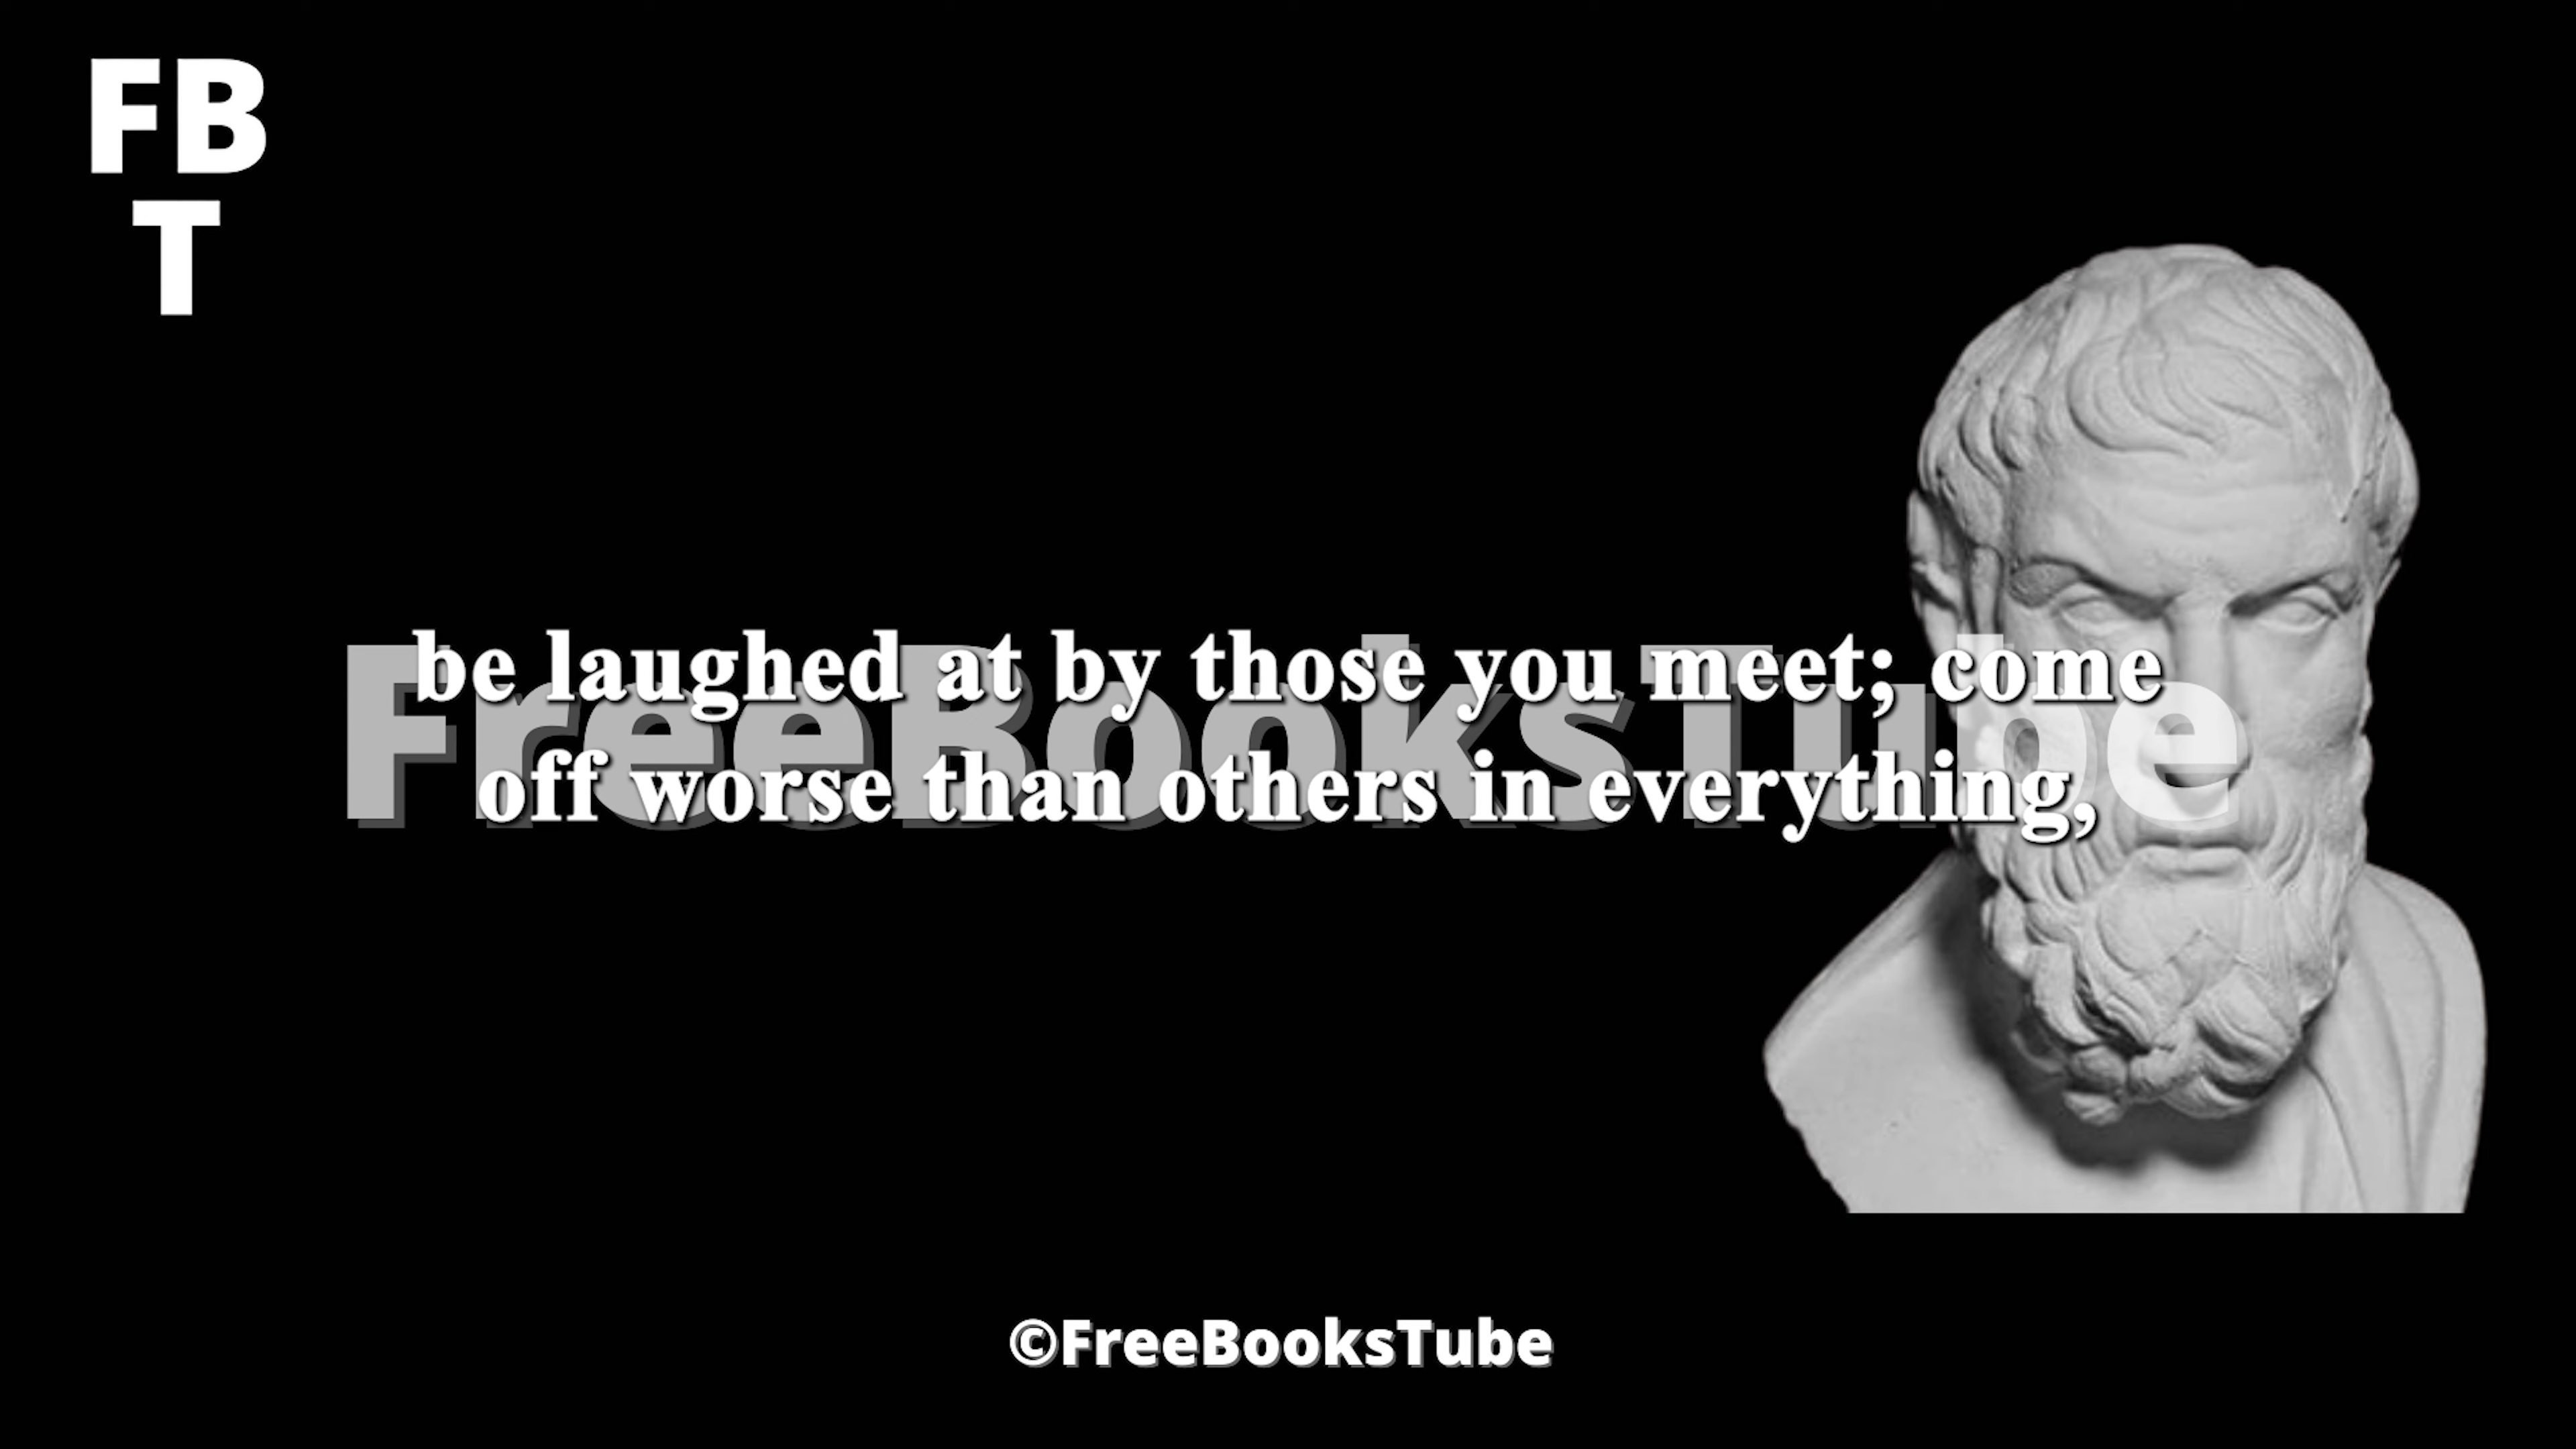 FB
T
FreeBooksTube
be laughed at by those you meet; come
off worse than others in everything,
©FreeBooksTube